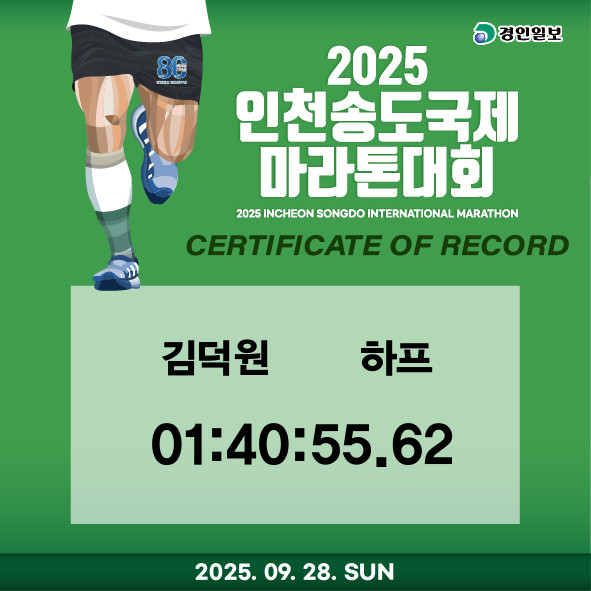 경인일보
80
2025
인천송도국제
마라톤대회
2025 INCHEON SONGDO INTERNATIONAL MARATHON
CERTIFICATE OF RECORD
김덕원 하프
01:40:55.62
2025. 09. 28. SUN